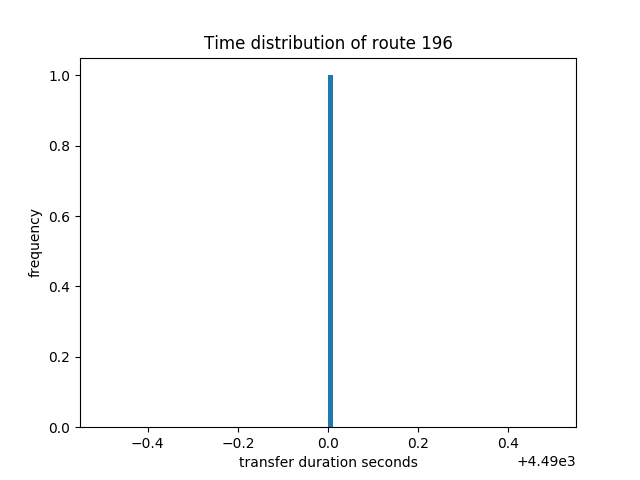 Time distribution of route 196
1.0
0.8
0.6
0.4
0.2
0.0
frequency
−0.4 −0.2 0.0 0.2 0.4
transfer duration seconds
+4.49e3